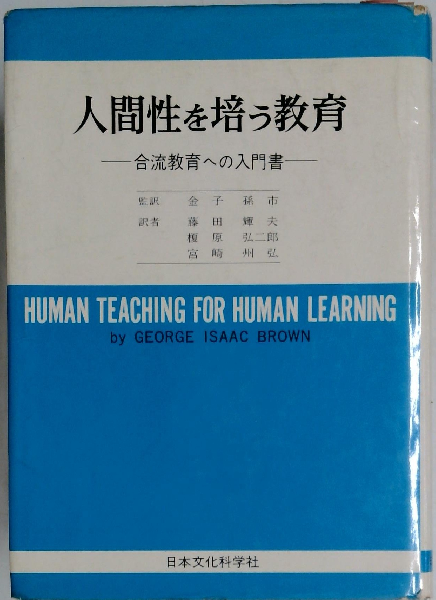 人間性を培う教育
―合流教育への入門書―
監訳 金子孫市
訳者 藤田輝夫
榎原弘二郎
宮崎州弘
HUMAN TEACHING FOR HUMAN LEARNING
by GEORGE ISAAC BROWN
日本文化科学社